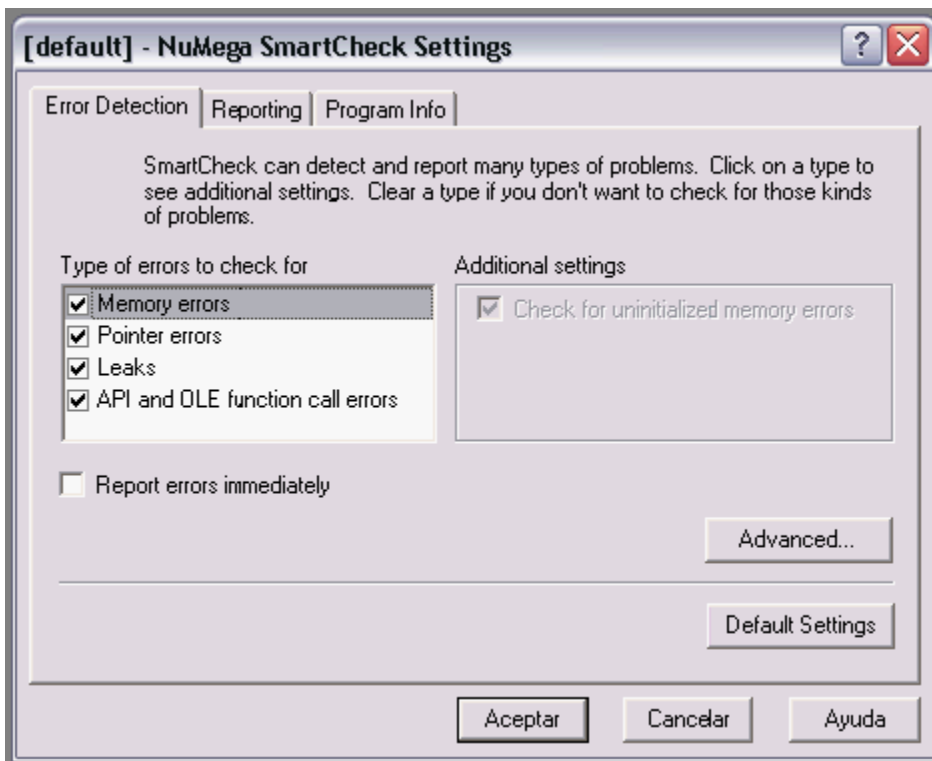 [default] - NuMega SmartCheck Settings
Error Detection
Reporting
Program Info
SmartCheck can detect and report many types of problems. Click on a type to
see additional settings. Clear a type if you don't want to check for those kinds
of problems.
Type of errors to check for
Memory errors
Pointer errors
Leaks
API and OLE function call errors
Additional settings
Check for uninitialized memory errors
Report errors immediately
Advanced...
Default Settings
Aceptar
Cancelar
Ayuda